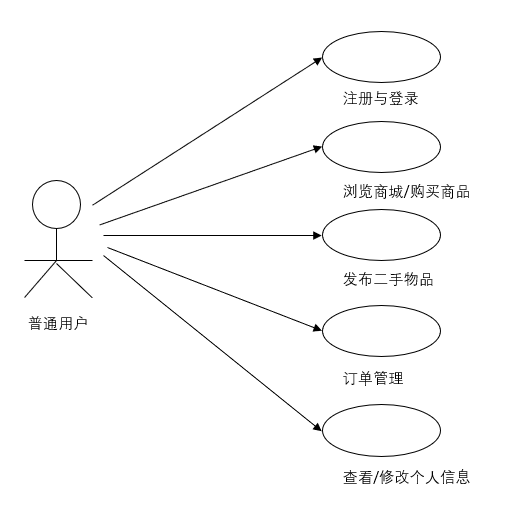 注册与登录
浏览商城/购买商品
发布二手物品
普通用户
订单管理
查看/修改个人信息